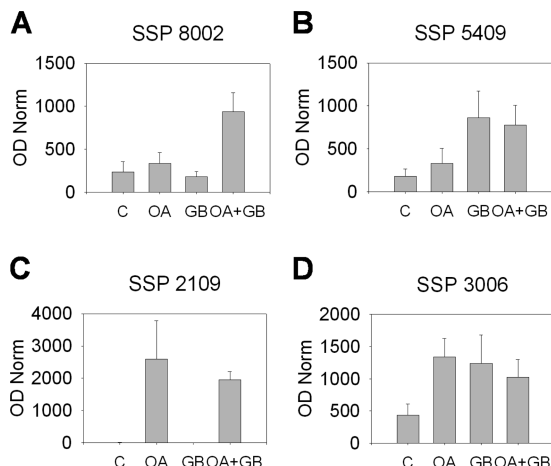 A
SSP 8002
OD Norm
1500
1000
500
0
C OA GB OA+GB
B
SSP 5409
OD Norm
1500
1000
500
0
C OA GB OA+GB
C
SSP 2109
OD Norm
4000
3000
2000
1000
0
C OA GB OA+GB
D
SSP 3006
OD Norm
2000
1500
1000
500
0
C OA GB OA+GB